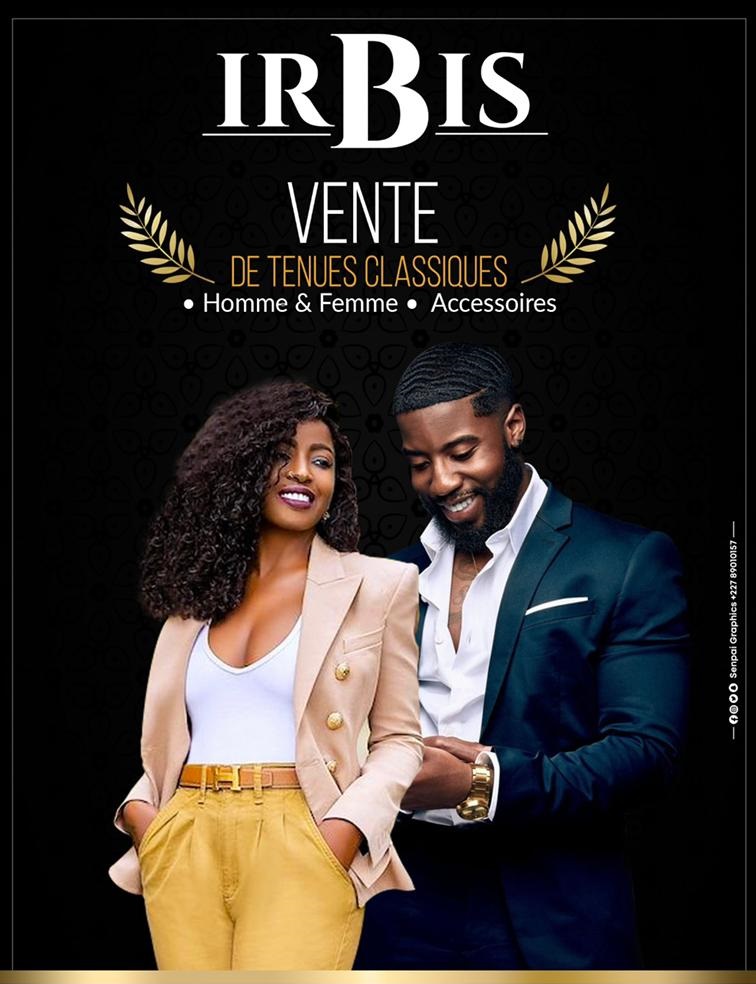 IRBIS
VENTE
DE TENUES CLASSIQUES
• Homme & Femme • Accessoires
Senpai Graphics +227 89010157